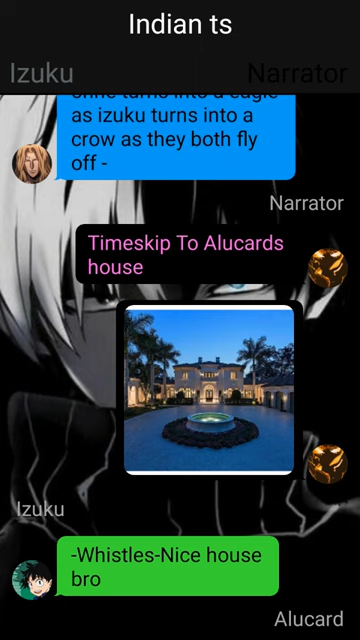 Indian ts
Izuku
Narrator
as izuku turns into a
crow as they both fly
off -
Narrator
Timeskip To Alucards
house
Izuku
-Whistles-Nice house
bro
Alucard